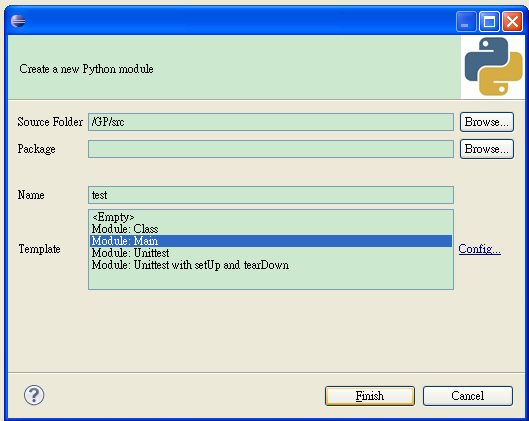 Create a new Python module
Source Folder /GP/src Browse...
Package Browse...
Name test
<Empty>
Module: Class
Module: Main
Template Module: Unittest Config...
Module: Unittest with setUp and tearDown
? Finish Cancel